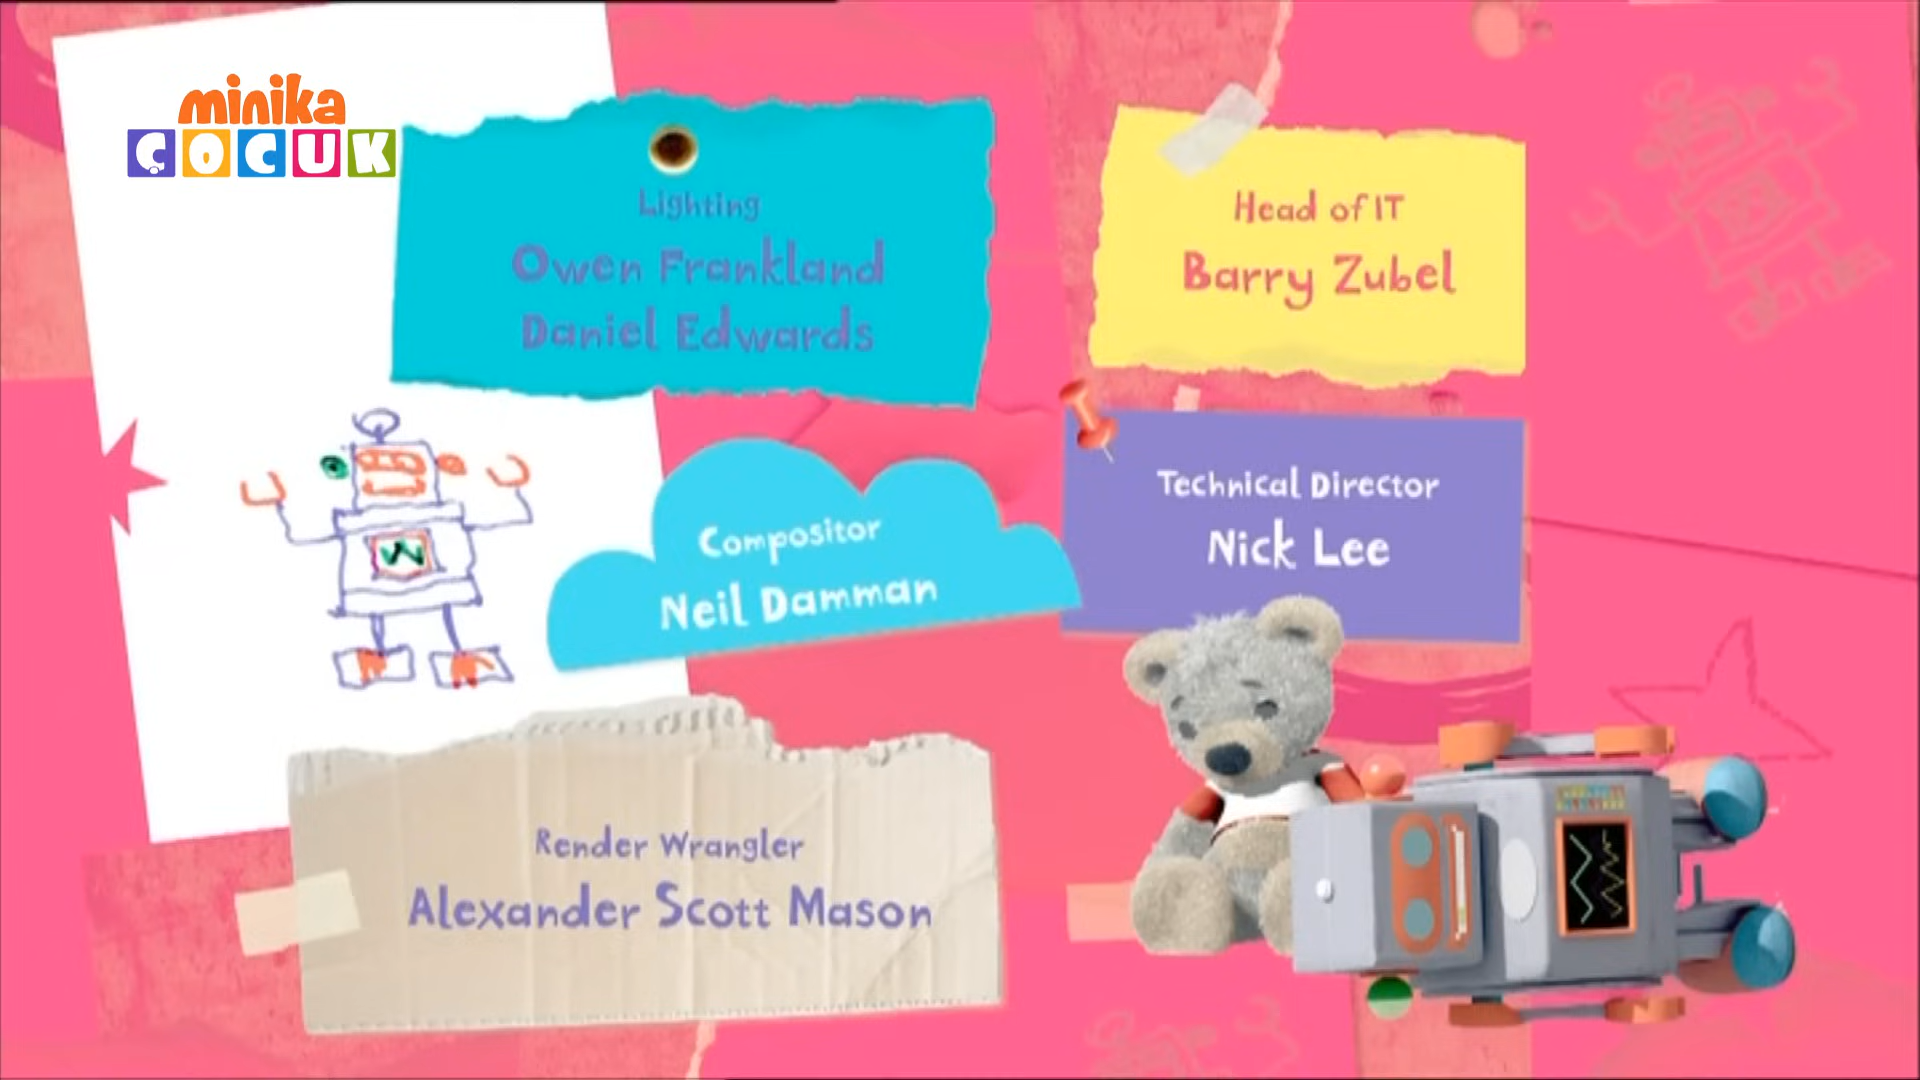 minika
ÇOCUK
Lighting
Owen Frankland
Daniel Edwards
Head of IT
Barry Zubel
Compositor
Neil Damman
Technical Director
Nick Lee
Render Wrangler
Alexander Scott Mason